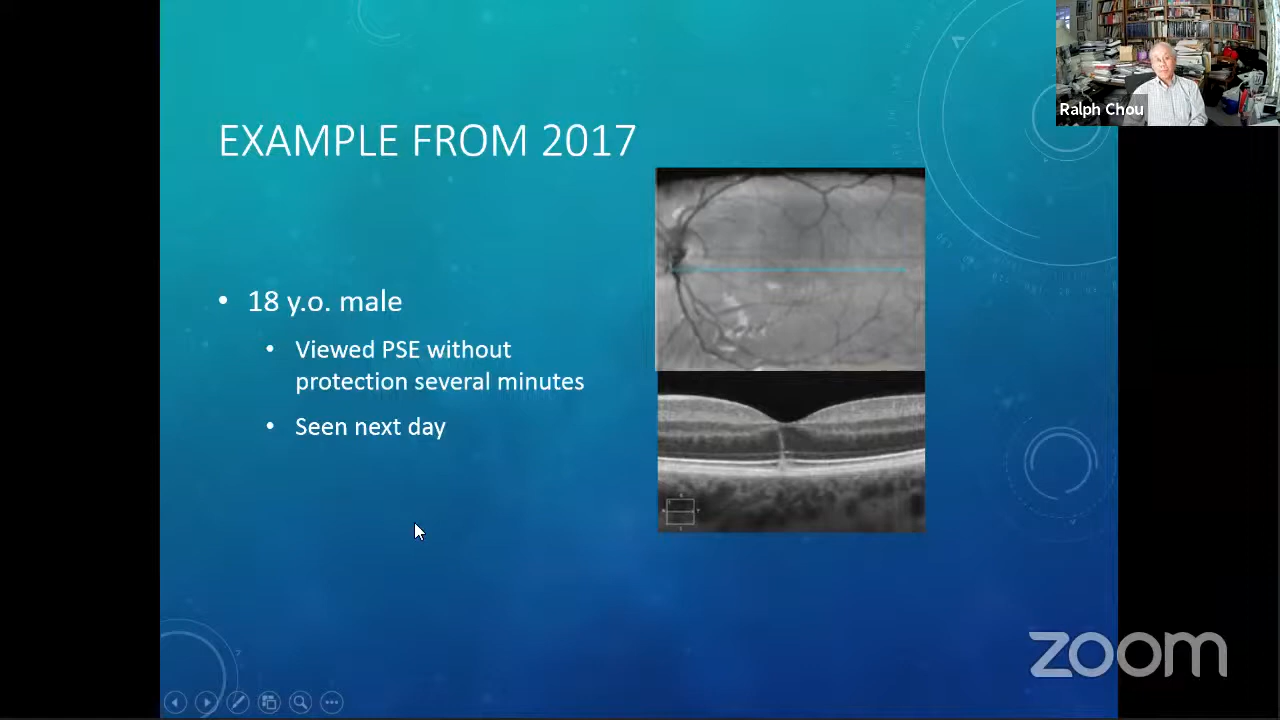 Ralph Chou
EXAMPLE FROM 2017
• 18 y.o. male
• Viewed PSE without
protection several minutes
• Seen next day
zoom